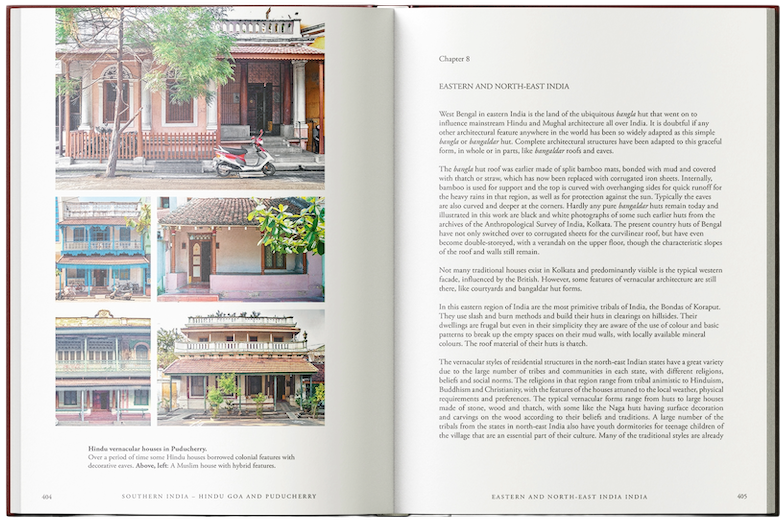 Hindu vernacular houses in Puducherry.
Over a period of time some Hindu houses borrowed colonial features with
decorative eaves. Above, left: A Muslim house with hybrid features.
404
SOUTHERN INDIA - HINDU GOA AND PUDUCHERRY
Chapter 8
EASTERN AND NORTH-EAST INDIA
West Bengal in eastern India is the land of the ubiquitous bangla hut that went on to
influence mainstream Hindu and Mughal architecture all over India. It is doubtful if any
other architectural feature anywhere in the world has been so widely adapted as this simple
bangla or bangaldar hut. Complete architectural structures have been adapted to this graceful
form, in whole or in parts, like bangaldar roofs and eaves.
The bangla hut roof was earlier made of split bamboo mats, bonded with mud and covered
with thatch or straw, which has now been replaced with corrugated iron sheets. Internally,
bamboo is used for support and the top is curved with overhanging sides for quick runoff for
the heavy rains in that region, as well as for protection against the sun. Typically the eaves
are also curved and deeper at the corners. Hardly any pure bangaldar huts remain today and
illustrated in this work are black and white photographs of some such earlier huts from the
archives of the Anthropological Survey of India, Kolkata. The present country huts of Bengal
have not only switched over to corrugated sheets for the curvilinear roof, but have even
become double-storeyed, with a verandah on the upper floor, though the characteristic slopes
of the roof and walls still remain.
Not many traditional houses exist in Kolkata and predominantly visible is the typical western
facade, influenced by the British. However, some features of vernacular architecture are still
there, like courtyards and bangaldar hut forms.
In this eastern region of India are the most primitive tribals of India, the Bondas of Koraput.
They use slash and burn methods and build their huts in clearings on hillsides. Their
dwellings are frugal but even in their simplicity they are aware of the use of colour and basic
patterns to break up the empty spaces on their mud walls, with locally available mineral
colours. The roof material of their huts is thatch.
The vernacular styles of residential structures in the north-east Indian states have a great variety
due to the large number of tribes and communities in each state, with different religions,
beliefs and social norms. The religions in that region range from tribal animistic to Hinduism,
Buddhism and Christianity, with the features of the houses attuned to the local weather, physical
requirements and preferences. The typical vernacular forms range from huts to large houses
made of stone, wood and thatch, with some like the Naga huts having surface decoration
and carvings on the wood according to their beliefs and traditions. A large number of the
tribals from the states in north-east India also have youth dormitories for teenage children of
the village that are an essential part of their culture. Many of the traditional styles are already
EASTERN AND NORTH-EAST INDIA INDIA
405